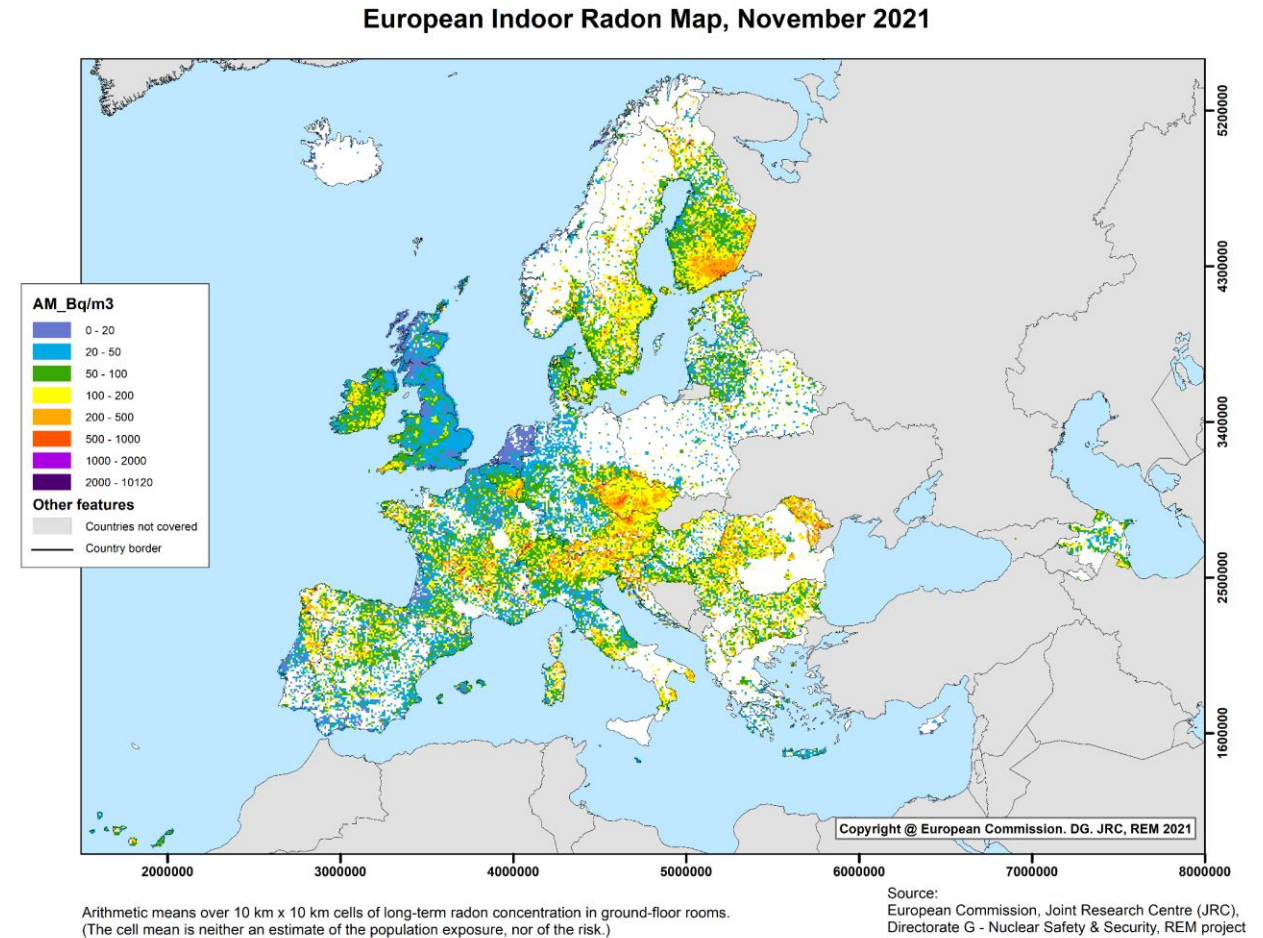 European Indoor Radon Map, November 2021
AM_Bq/m3
0 - 20
20 - 50
50 - 100
100 - 200
200 - 500
500 - 1000
1000 - 2000
2000 - 10120
Other features
Countries not covered
Country border
5200000
4300000
3400000
2500000
1600000
Copyright @ European Commission. DG. JRC, REM 2021
2000000
3000000
4000000
5000000
6000000
7000000
8000000
Arithmetic means over 10 km x 10 km cells of long-term radon concentration in ground-floor rooms.
(The cell mean is neither an estimate of the population exposure, nor of the risk.)
Source:
European Commission, Joint Research Centre (JRC),
Directorate G - Nuclear Safety & Security, REM project